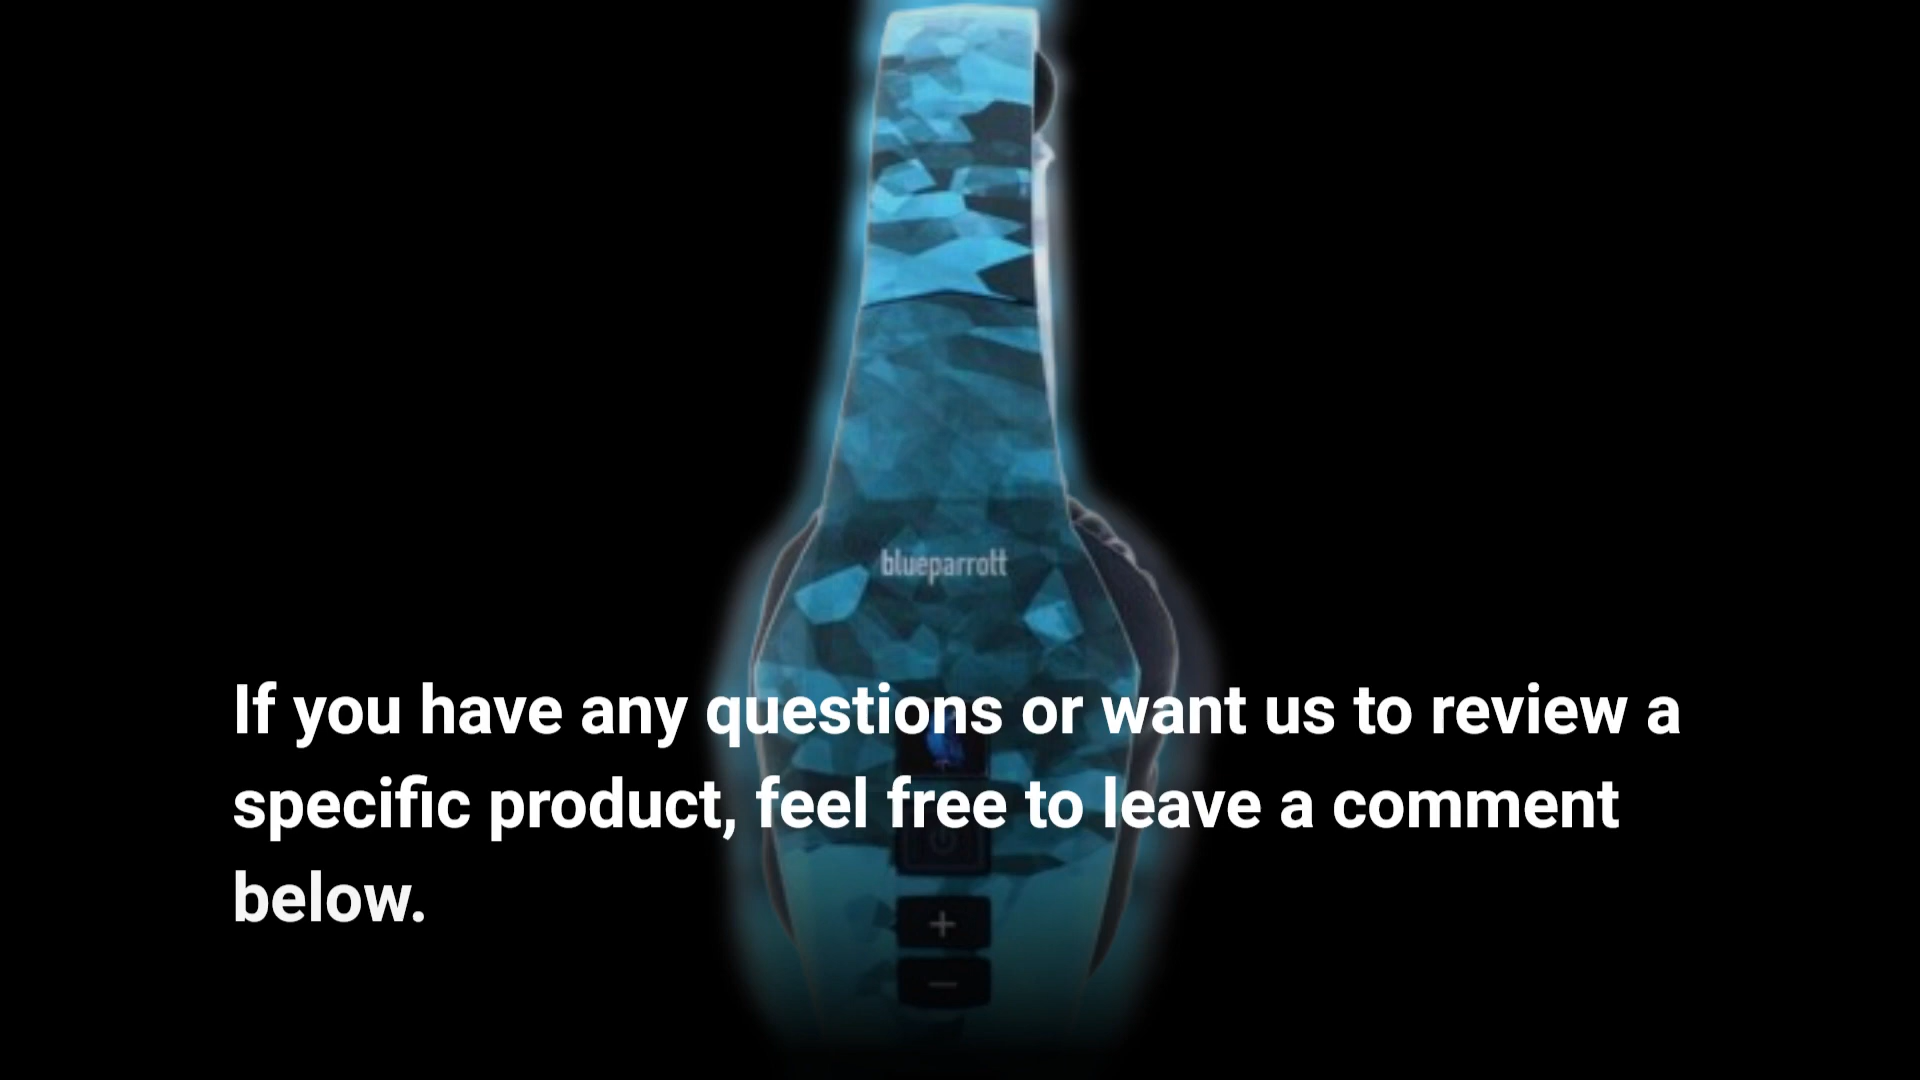 blueparrott
If you have any questions or want us to review a
specific product, feel free to leave a comment
below.
+
−